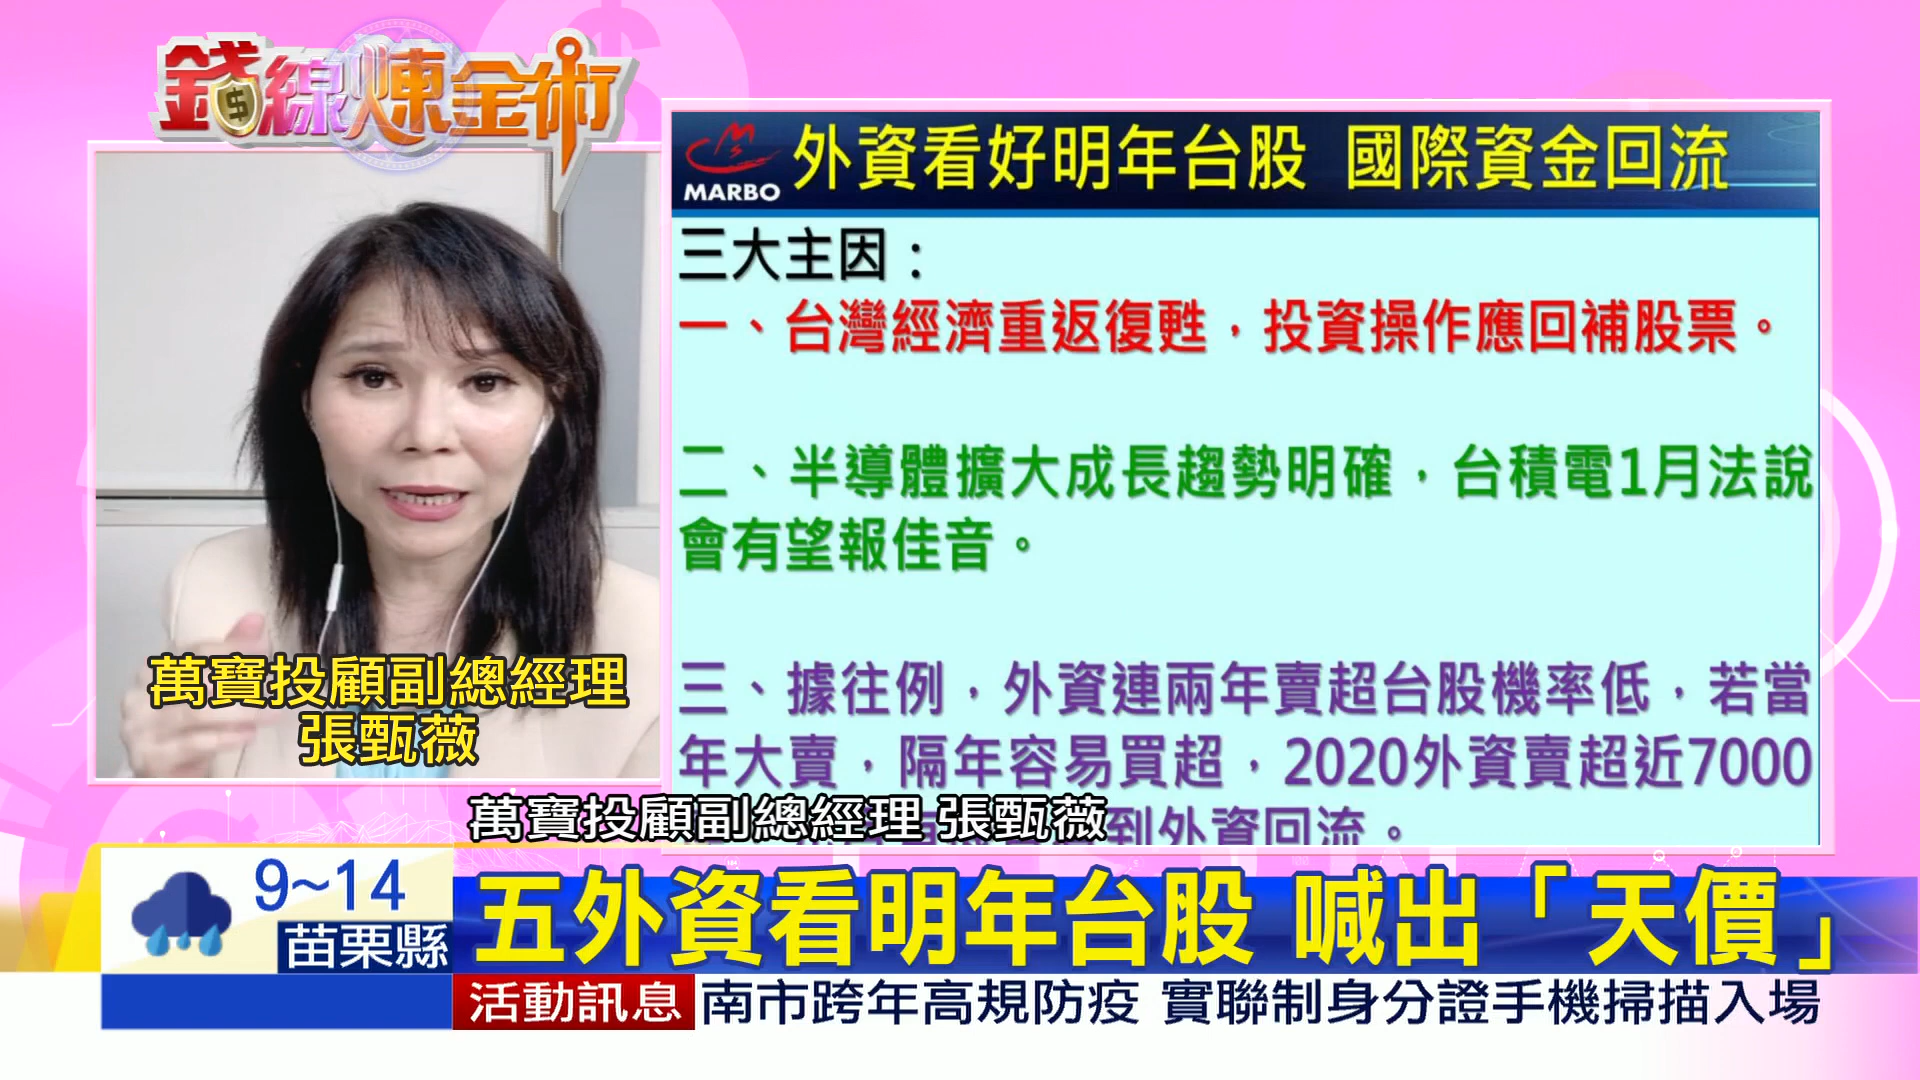 錢線煉金術
MARBO
外資看好明年台股 國際資金回流
三大主因：
一、台灣經濟重返復甦，投資操作應回補股票。
二、半導體擴大成長趨勢明確，台積電1月法說
會有望報佳音。
三、據往例，外資連兩年賣超台股機率低，若當
年大賣，隔年容易買超，2020外資賣超近7000
到外資回流。
萬寶投顧副總經理
張甄薇
萬寶投顧副總經理 張甄薇
9~14
苗栗縣
五外資看明年台股 喊出「天價」
活動訊息
南市跨年高規防疫 實聯制身分證手機掃描入場